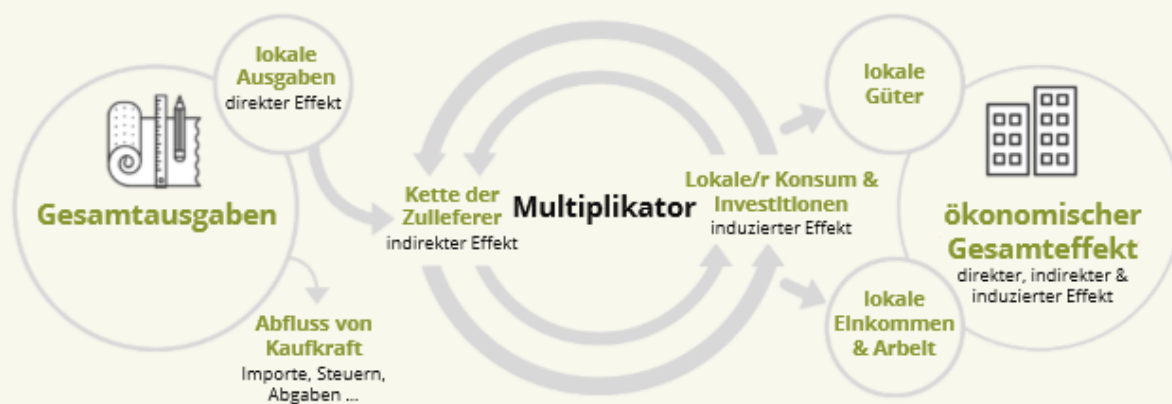 lokale
Ausgaben
direkter Effekt
Gesamtausgaben
Abfluss von
Kaufkraft
Importe, Steuern,
Abgaben ...
Kette der
Zulleferer
indirekter Effekt
Multiplikator
Lokale/r Konsum &
Investitionen
induzierter Effekt
lokale
Güter
ökonomischer
Gesamteffekt
direkter, indirekter &
induzierter Effekt
lokale
Einkommen
& Arbeit